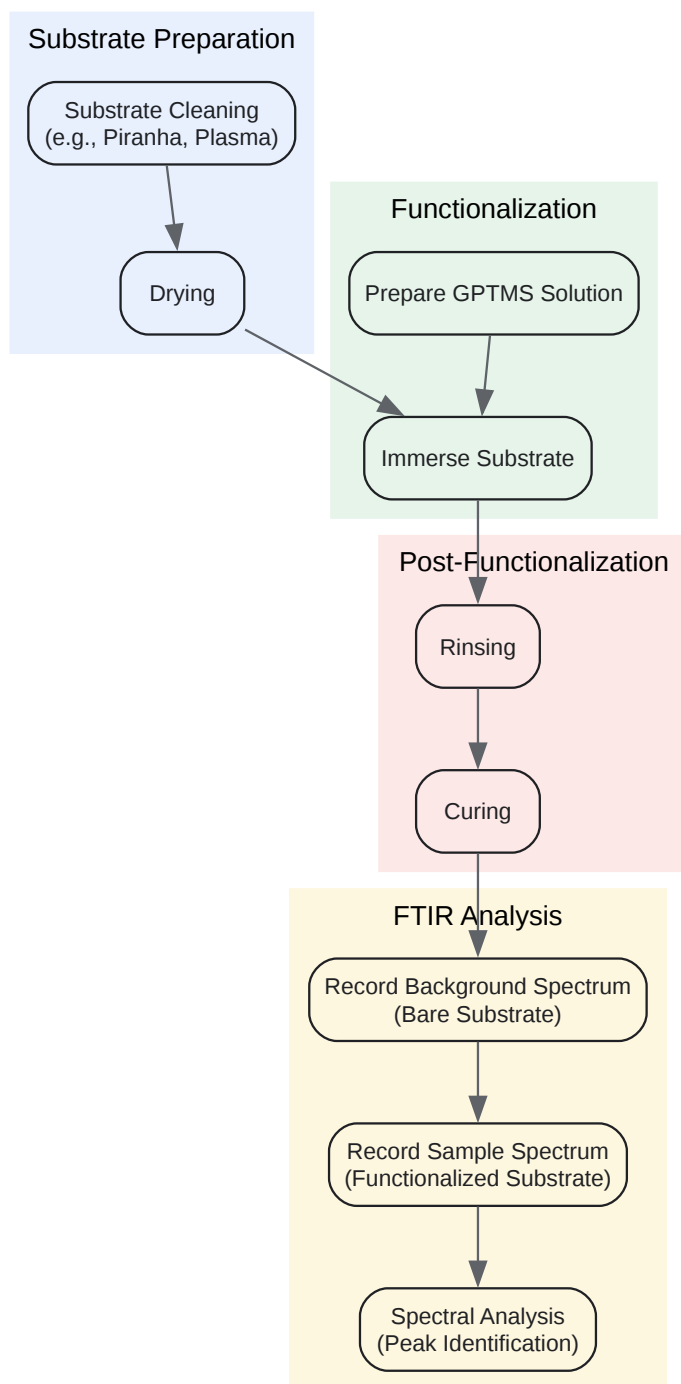 Substrate Preparation
Substrate Cleaning
(e.g., Piranha, Plasma)
Drying
Functionalization
Prepare GPTMS Solution
Immerse Substrate
Post-Functionalization
Rinsing
Curing
FTIR Analysis
Record Background Spectrum
(Bare Substrate)
Record Sample Spectrum
(Functionalized Substrate)
Spectral Analysis
(Peak Identification)